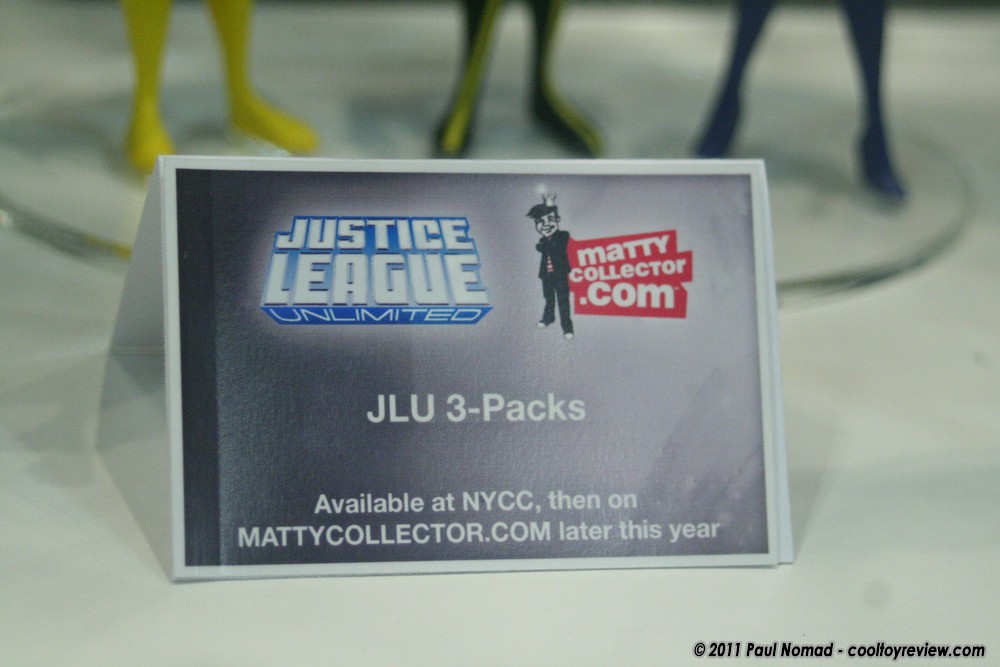 JUSTICE
LEAGUE
UNLIMITED
matty
COLLECTOR
.com
JLU 3-Packs
Available at NYCC, then on
MATTYCOLLECTOR.COM later this year
© 2011 Paul Nomad - cooltoyreview.com